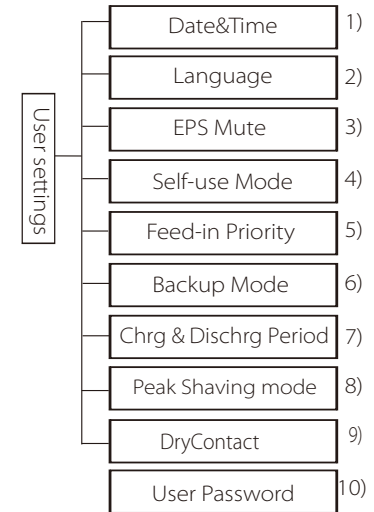 User settings
Date&Time 1)
Language 2)
EPS Mute 3)
Self-use Mode 4)
Feed-in Priority 5)
Backup Mode 6)
Chrg & Dischrg Period 7)
Peak Shaving mode 8)
DryContact 9)
User Password 10)